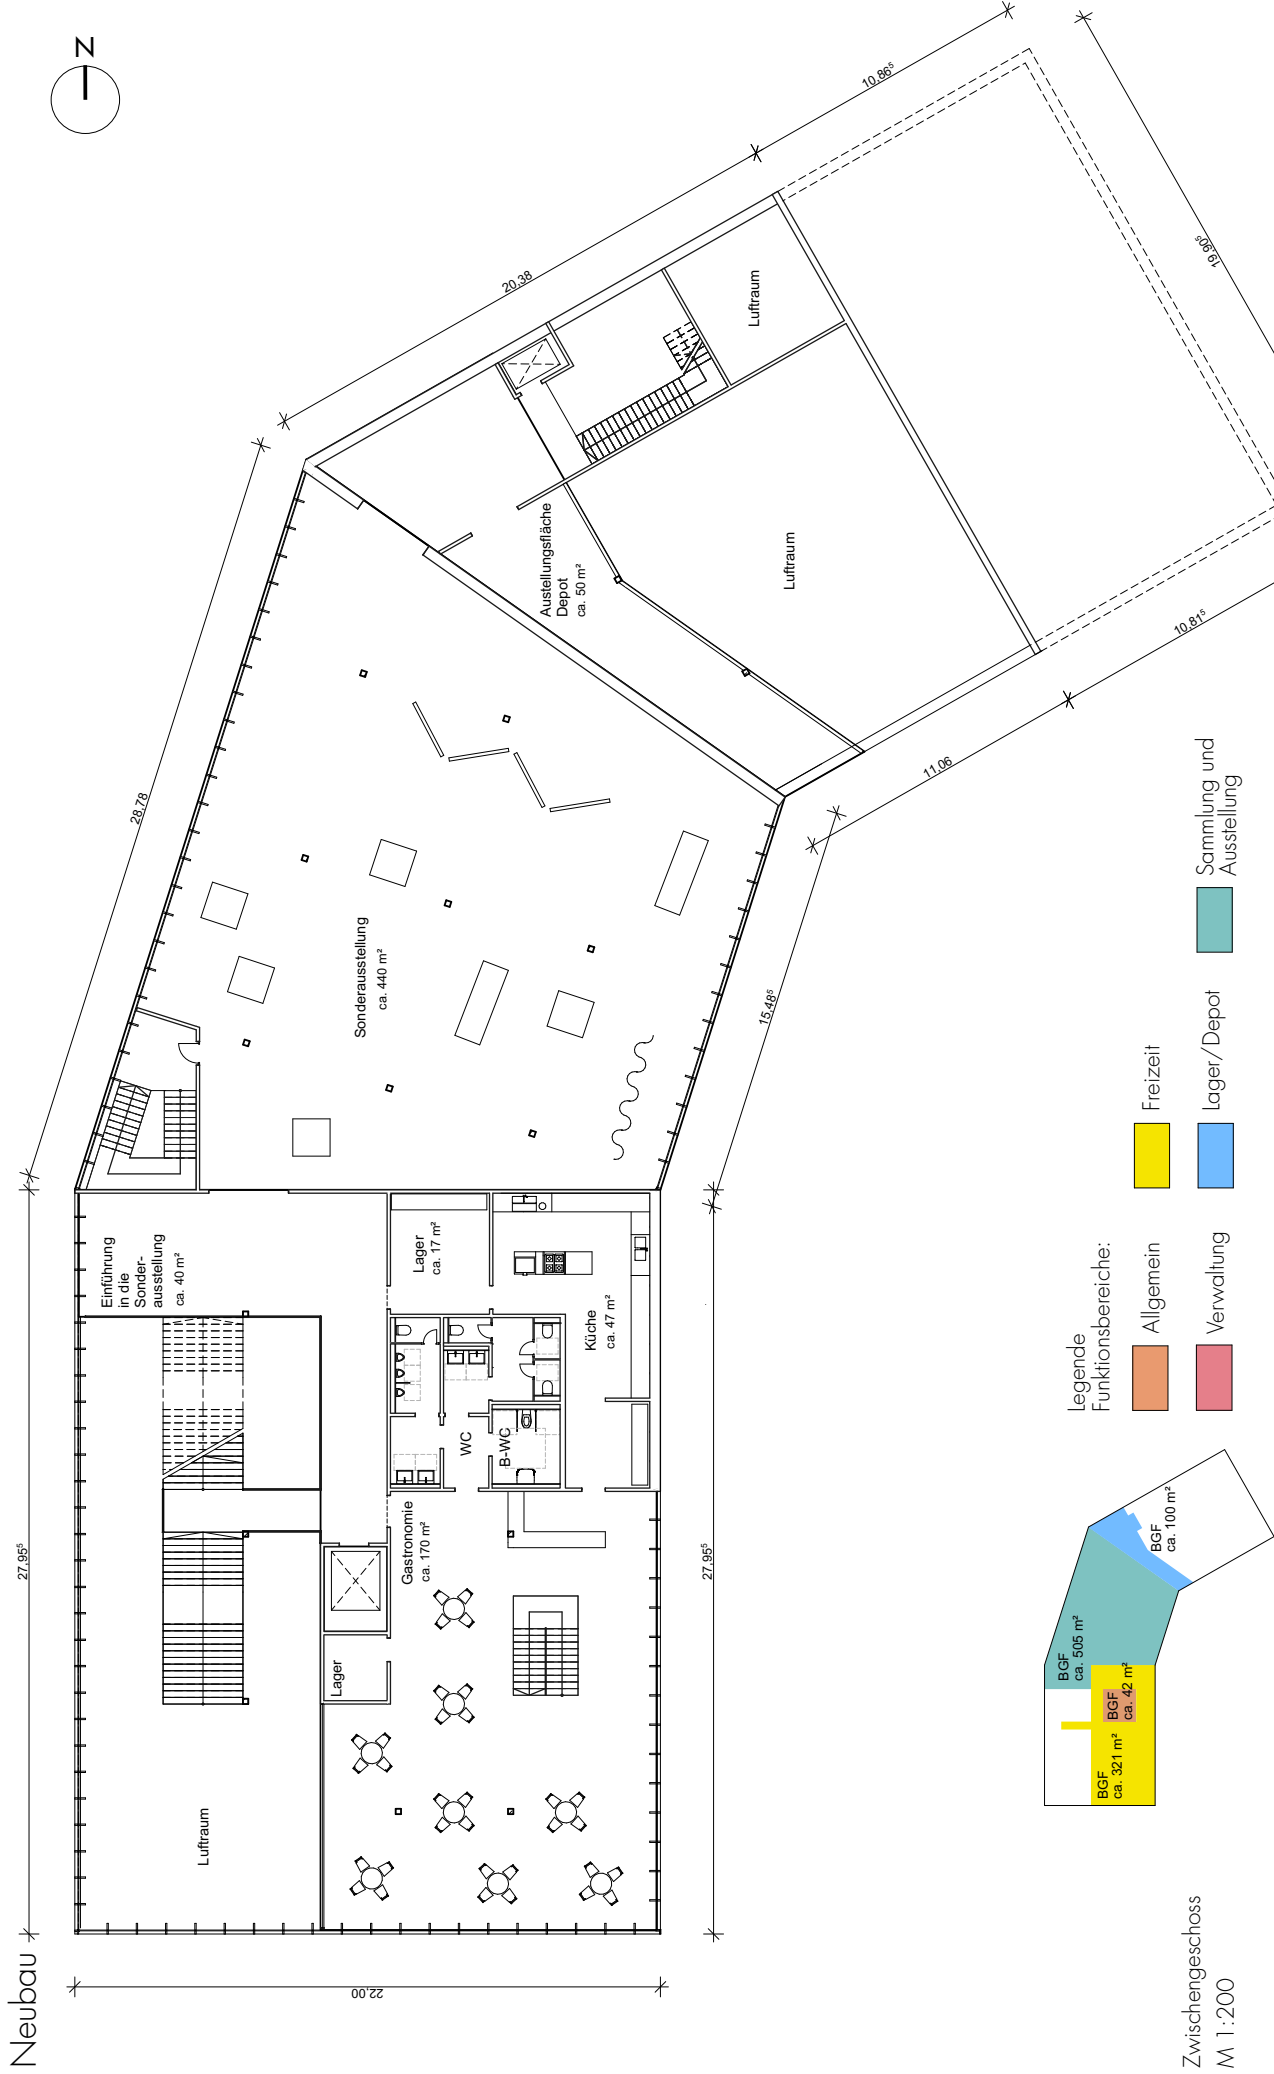 Neubau
N
27,95⁵
28,78
20,38
10,86⁵
19,90⁵
10,81⁵
11,06
15,48⁵
27,95⁵
22,00
Luftraum
Einführung
in die
Sonder-
ausstellung
ca. 40 m²
Lager
Gastronomie
ca. 170 m²
WC
B-WC
Lager
ca. 17 m²
Küche
ca. 47 m²
Sonderausstellung
ca. 440 m²
Austellungsfläche
Depot
ca. 50 m²
Luftraum
Luftraum
Zwischengeschoss
M 1:200
BGF
ca. 321 m²
BGF
ca. 42 m²
BGF
ca. 505 m²
BGF
ca. 100 m²
Legende
Funktionsbereiche:
Allgemein
Freizeit
Verwaltung
Lager/Depot
Sammlung und
Ausstellung